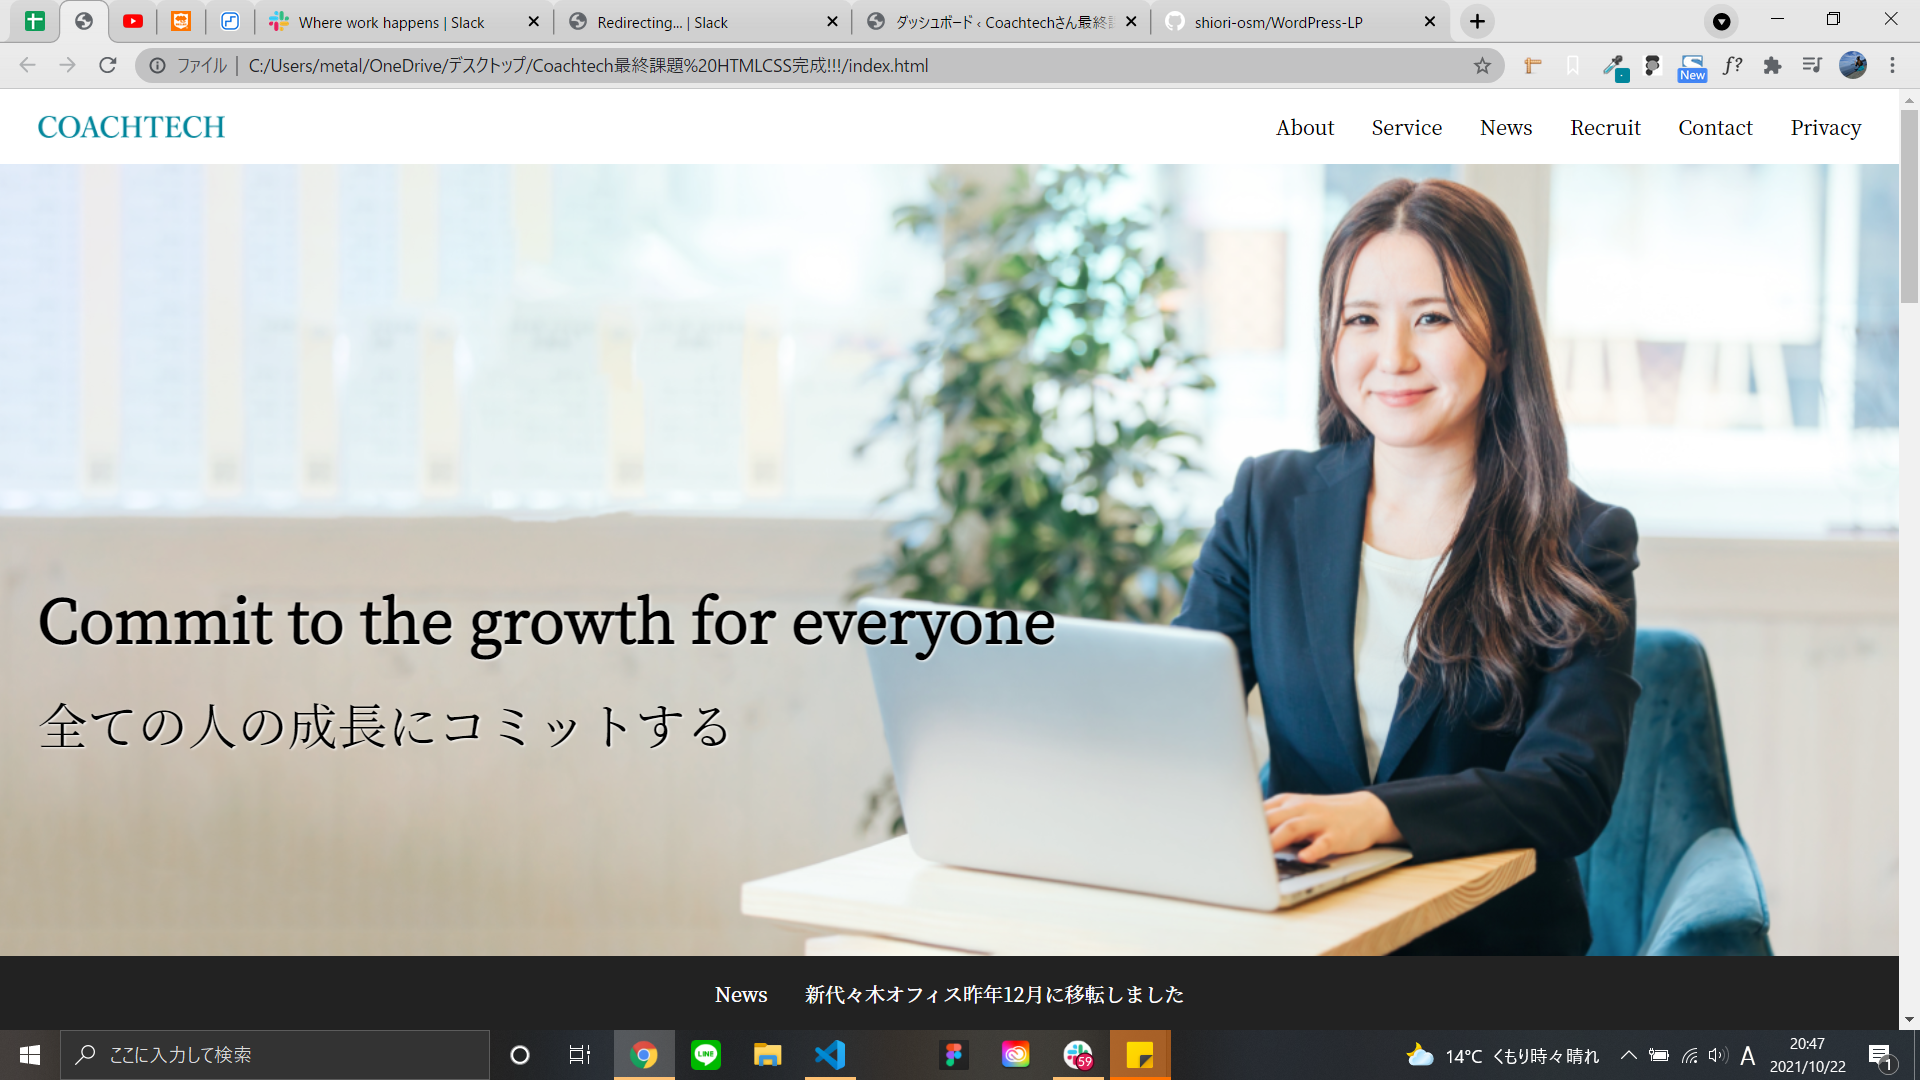 Where work happens | Slack
Redirecting... | Slack
ダッシュボード ‹ Coachtechさん最終
shiori-osm/WordPress-LP
ファイル | C:/Users/metal/OneDrive/デスクトップ/Coachtech最終課題%20HTMLCSS完成!!!/index.html
New
f?
COACHTECH
About
Service
News
Recruit
Contact
Privacy
Commit to the growth for everyone
全ての人の成長にコミットする
News 新代々木オフィス昨年12月に移転しました
ここに入力して検索
LINE
59
14°C くもり時々晴れ
A
20:47
2021/10/22
1